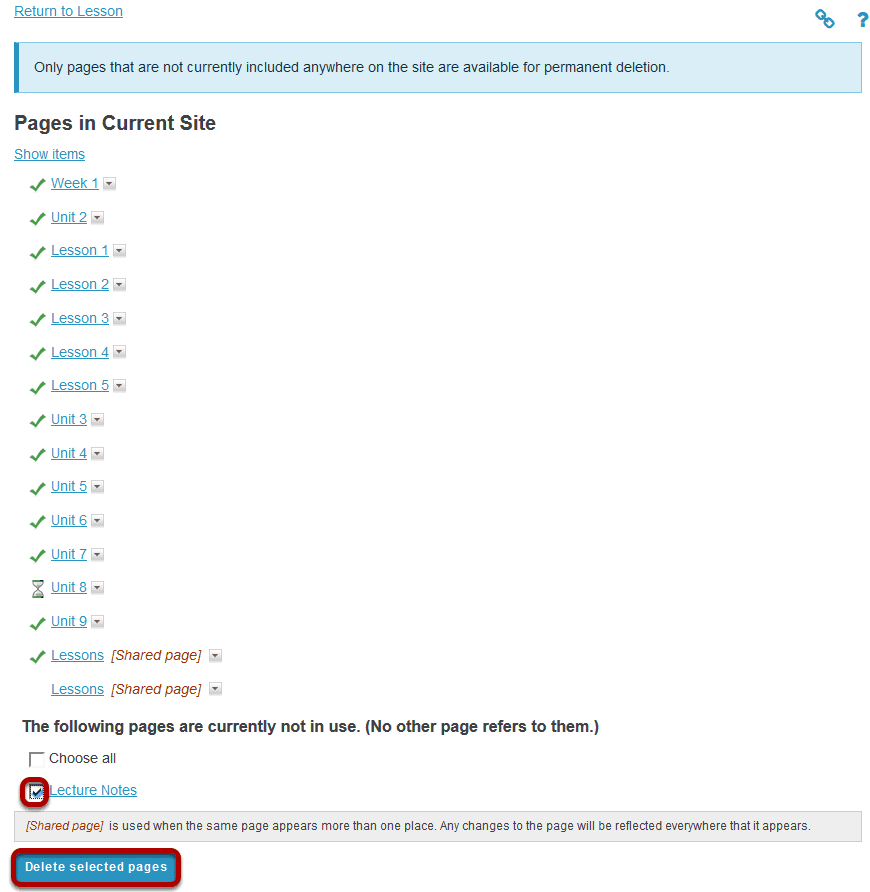 Return to Lesson
?
Only pages that are not currently included anywhere on the site are available for permanent deletion.
Pages in Current Site
Show items
Week 1
Unit 2
Lesson 1
Lesson 2
Lesson 3
Lesson 4
Lesson 5
Unit 3
Unit 4
Unit 5
Unit 6
Unit 7
Unit 8
Unit 9
Lessons [Shared page]
Lessons [Shared page]
The following pages are currently not in use. (No other page refers to them.)
Choose all
Lecture Notes
[Shared page] is used when the same page appears more than one place. Any changes to the page will be reflected everywhere that it appears.
Delete selected pages